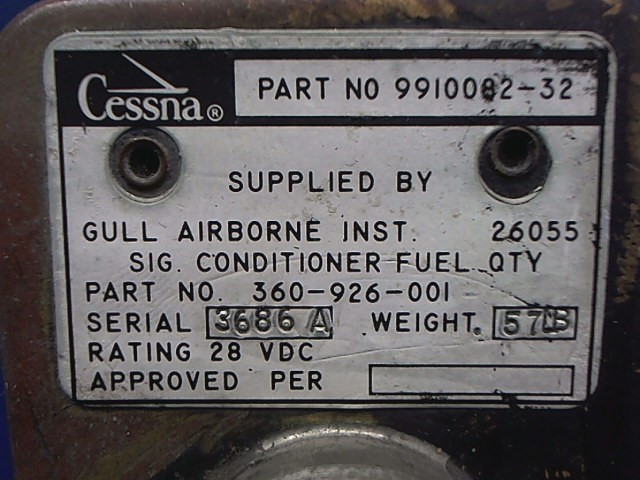 Cessna® PART NO 9910082-32
SUPPLIED BY
GULL AIRBORNE INST. 26055
SIG. CONDITIONER FUEL QTY
PART NO. 360-926-001
SERIAL 3686 A WEIGHT. .57LB
RATING 28 VDC
APPROVED PER